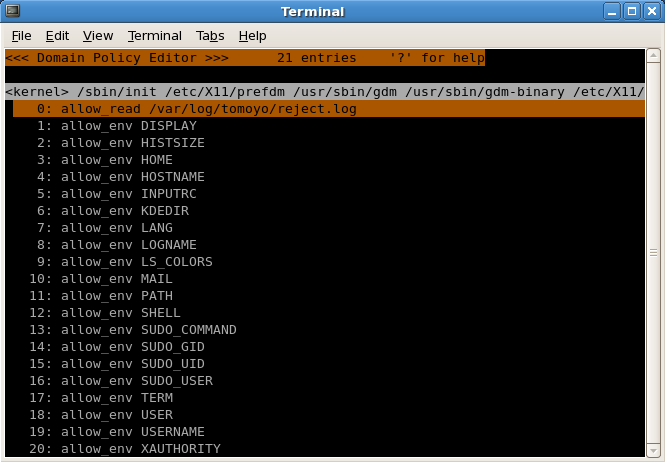 Terminal
File Edit View Terminal Tabs Help
<<< Domain Policy Editor >>>      21 entries    '?' for help
<kernel> /sbin/init /etc/X11/prefdm /usr/sbin/gdm /usr/sbin/gdm-binary /etc/X11/
0: allow_read /var/log/tomoyo/reject.log
1: allow_env DISPLAY
2: allow_env HISTSIZE
3: allow_env HOME
4: allow_env HOSTNAME
5: allow_env INPUTRC
6: allow_env KDEDIR
7: allow_env LANG
8: allow_env LOGNAME
9: allow_env LS_COLORS
10: allow_env MAIL
11: allow_env PATH
12: allow_env SHELL
13: allow_env SUDO_COMMAND
14: allow_env SUDO_GID
15: allow_env SUDO_UID
16: allow_env SUDO_USER
17: allow_env TERM
18: allow_env USER
19: allow_env USERNAME
20: allow_env XAUTHORITY